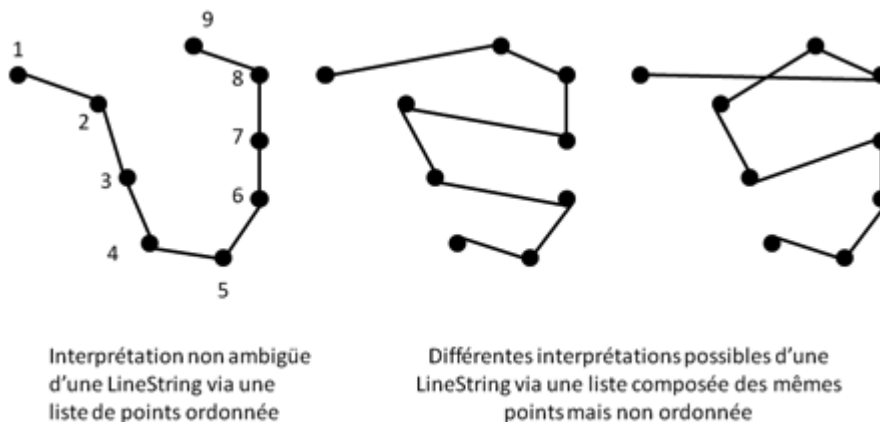 9
1
8
2
7
3
6
4
5
Interprétation non ambigüe
d'une LineString via une
liste de points ordonnée
Différentes interprétations possibles d'une
LineString via une liste composée des mêmes
points mais non ordonnée